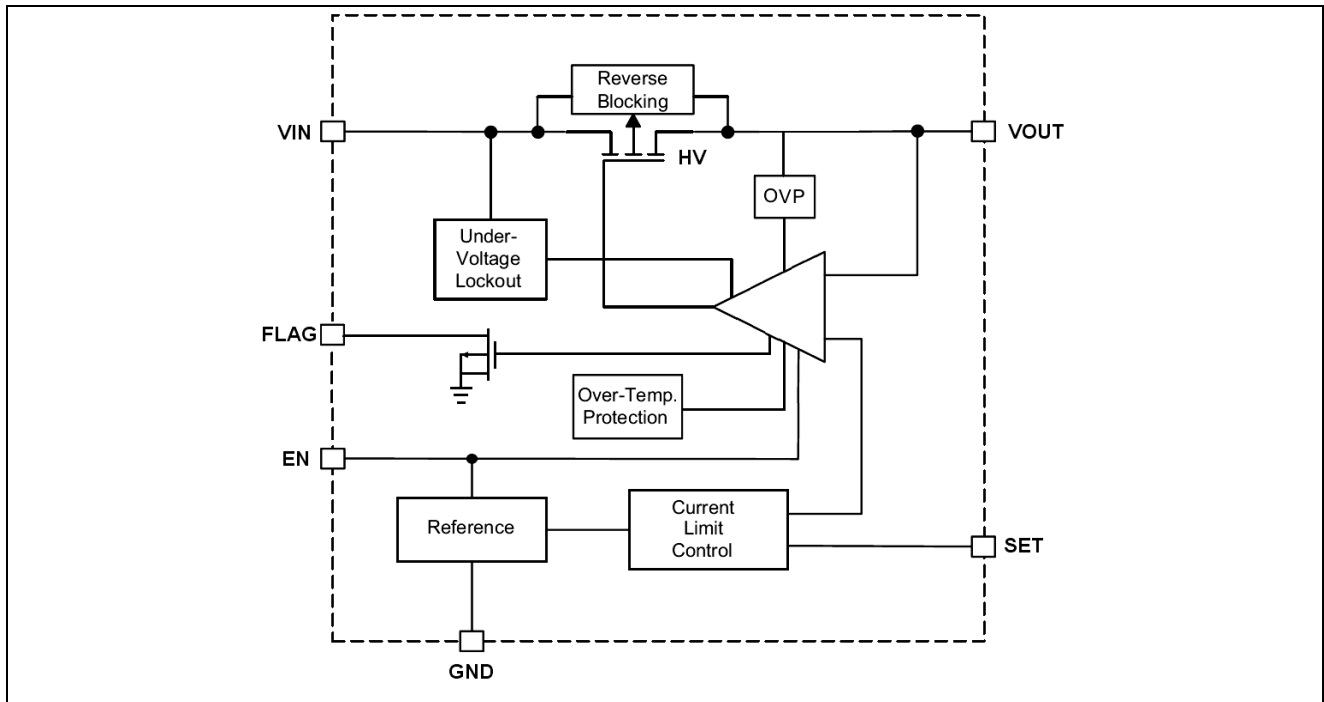 Reverse
Blocking
VIN
HV
VOUT
OVP
Under-
Voltage
Lockout
FLAG
Over-Temp.
Protection
EN
Reference
Current
Limit
Control
SET
GND